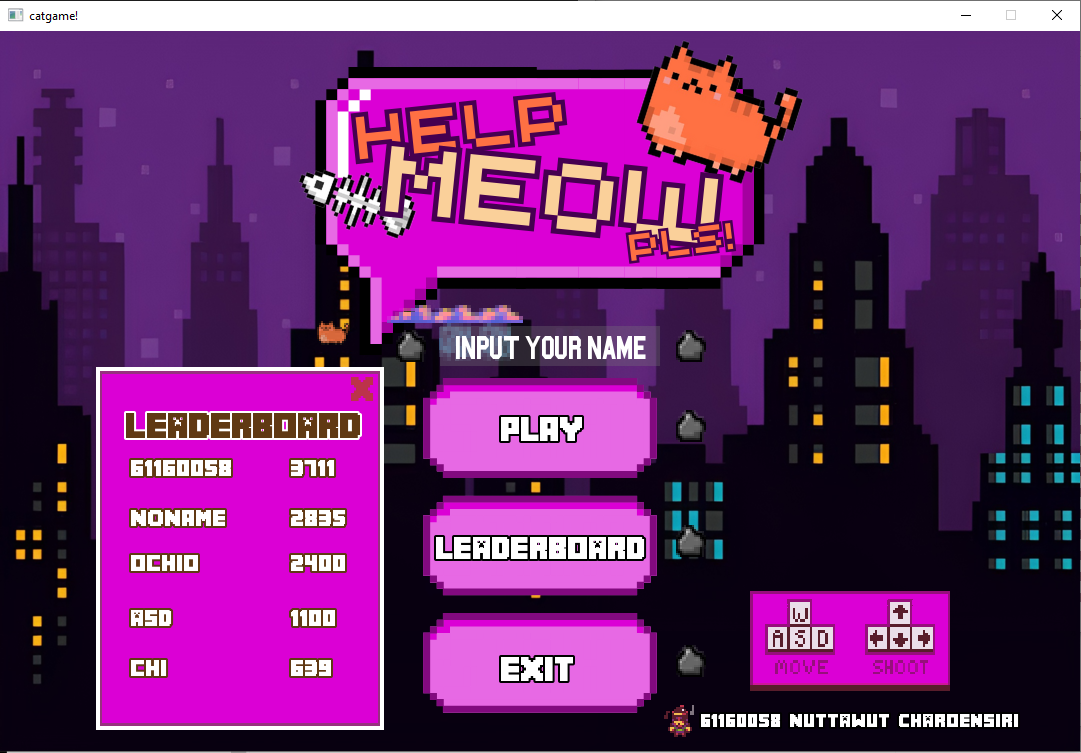 catgame!
HELP
MEOW
PLS!
INPUT YOUR NAME
PLAY
LEADERBOARD
EXIT
LEADERBOARD
61160058 3711
NONAME 2835
OCHIO 2400
ASD 1100
CHI 639
W
A S D
MOVE SHOOT
61160058 NUTTAWUT CHAROENSIRI